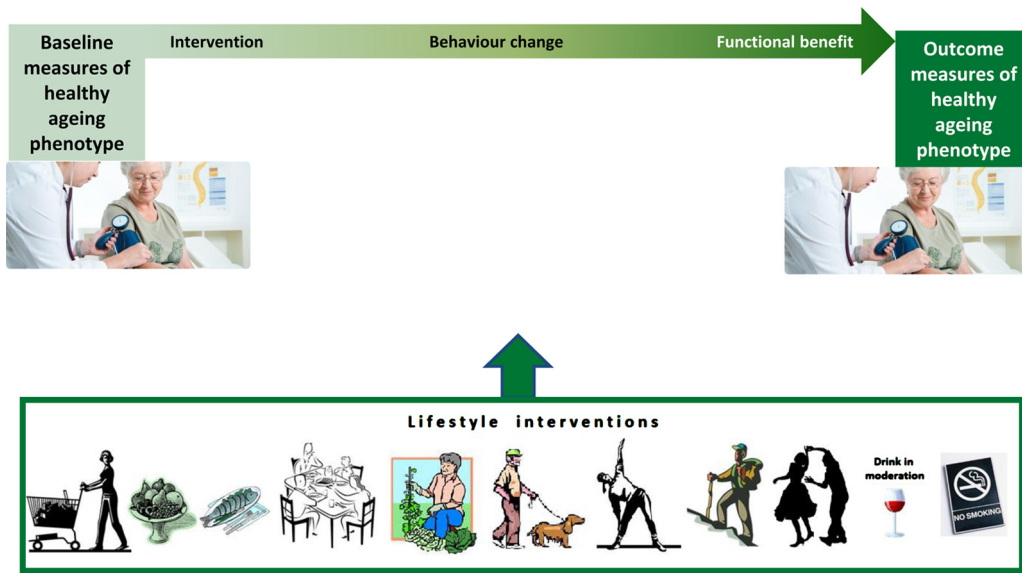 Baseline
measures of
healthy
ageing
phenotype
Intervention
Behaviour change
Functional benefit
Outcome
measures of
healthy
ageing
phenotype
Lifestyle interventions
Drink in
moderation
NO SMOKING